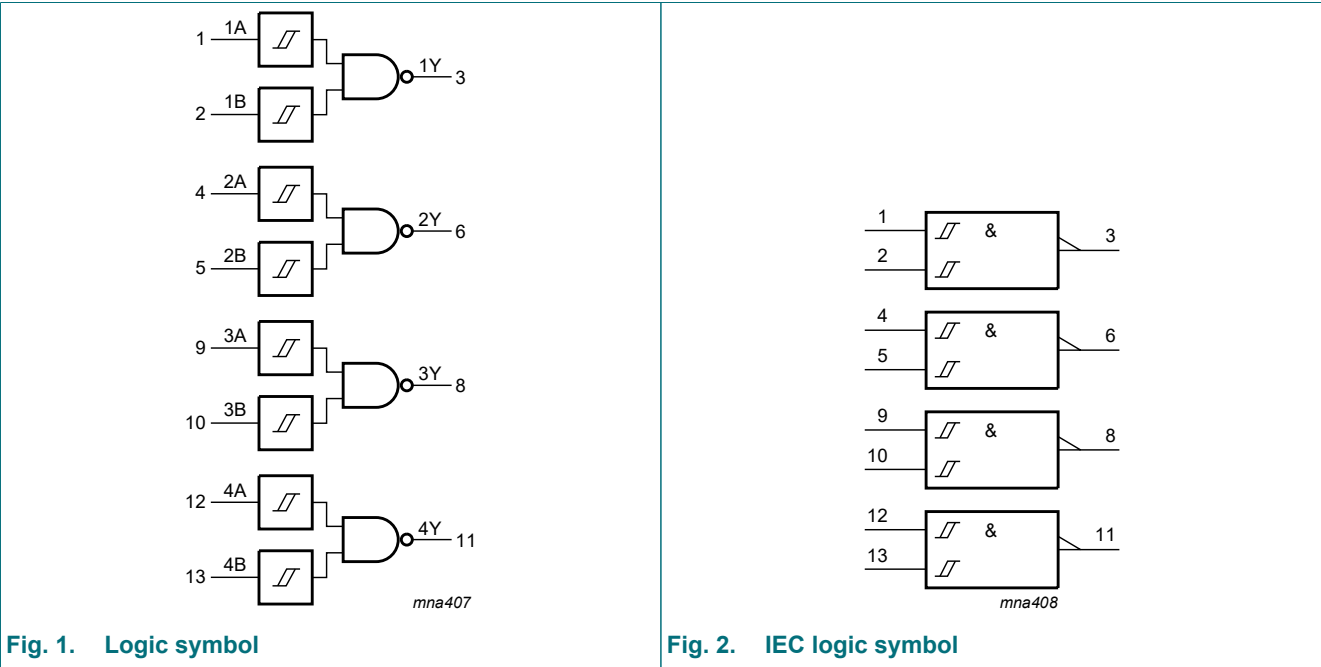 1 1A
1Y 3
2 1B
4 2A
2Y 6
5 2B
9 3A
3Y 8
10 3B
12 4A
4Y 11
13 4B
mna407
Fig. 1. Logic symbol
1 & 3
2
4 & 6
5
9 & 8
10
12 & 11
13
mna408
Fig. 2. IEC logic symbol